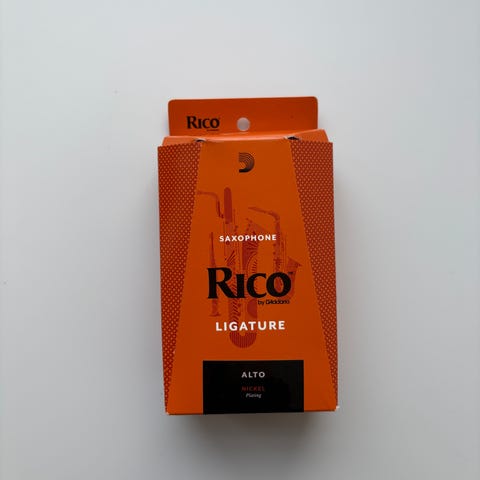 RICO
SAXOPHONE
RICO
by D'Addario
LIGATURE
ALTO
NICKEL
Plating